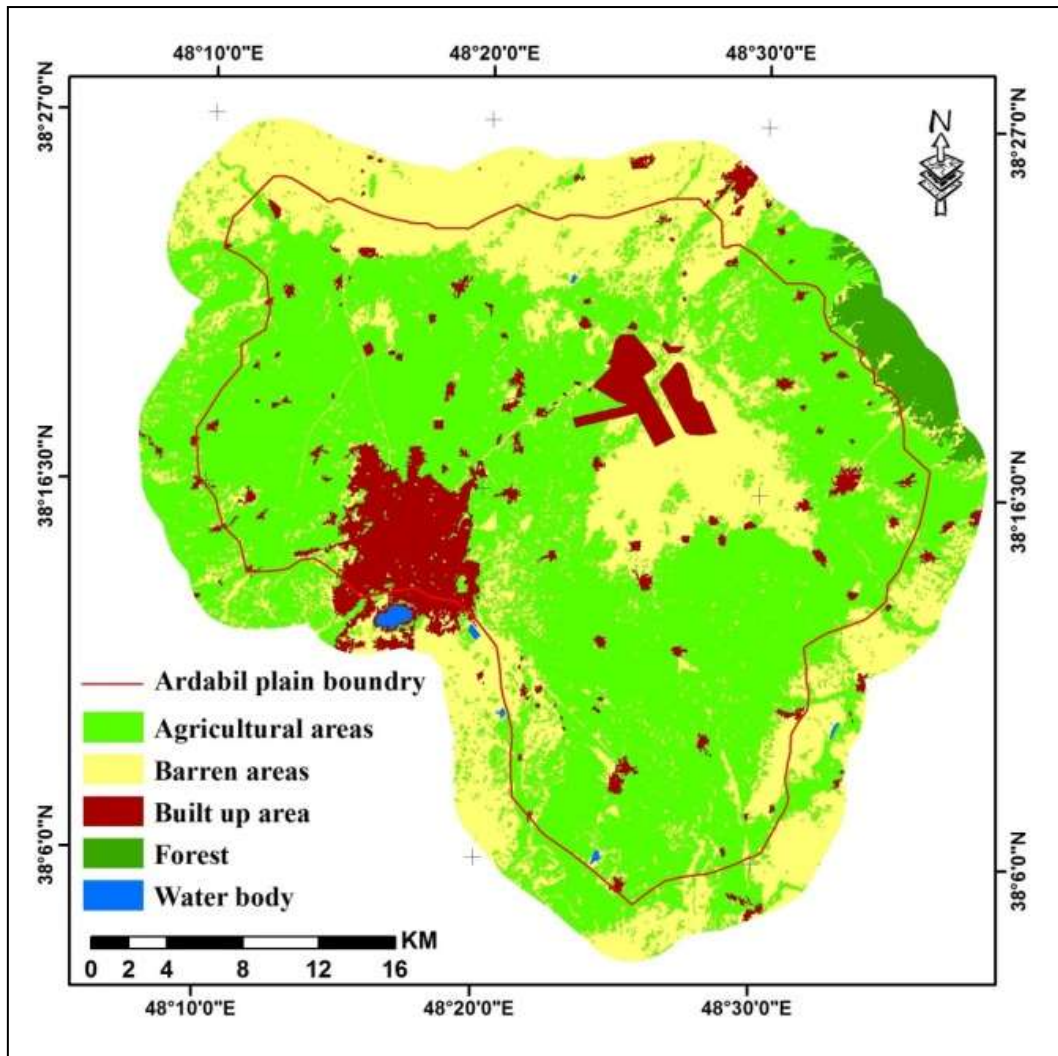 48°10'0"E 48°20'0"E 48°30'0"E
38°27'0"N
38°27'0"N
N
38°16'30"N
38°16'30"N
Ardabil plain boundry
Agricultural areas
Barren areas
Built up area
Forest
Water body
38°6'0"N
38°6'0"N
KM
0 2 4 8 12 16
48°10'0"E 48°20'0"E 48°30'0"E